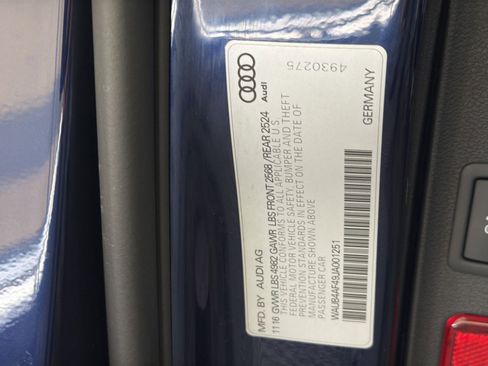 4930275
Audi
MFD. BY AUDI AG
11 16 GVWR LBS 4982 GAWR LBS FRONT 2568 / REAR 2524
THIS VEHICLE CONFORMS TO ALL APPLICABLE U.S.
FEDERAL MOTOR VEHICLE SAFETY, BUMPER AND THEFT
PREVENTION STANDARDS IN EFFECT ON THE DATE OF
MANUFACTURE SHOWN ABOVE
PASSENGER CAR
WAUB4AF49JA001251
GERMANY